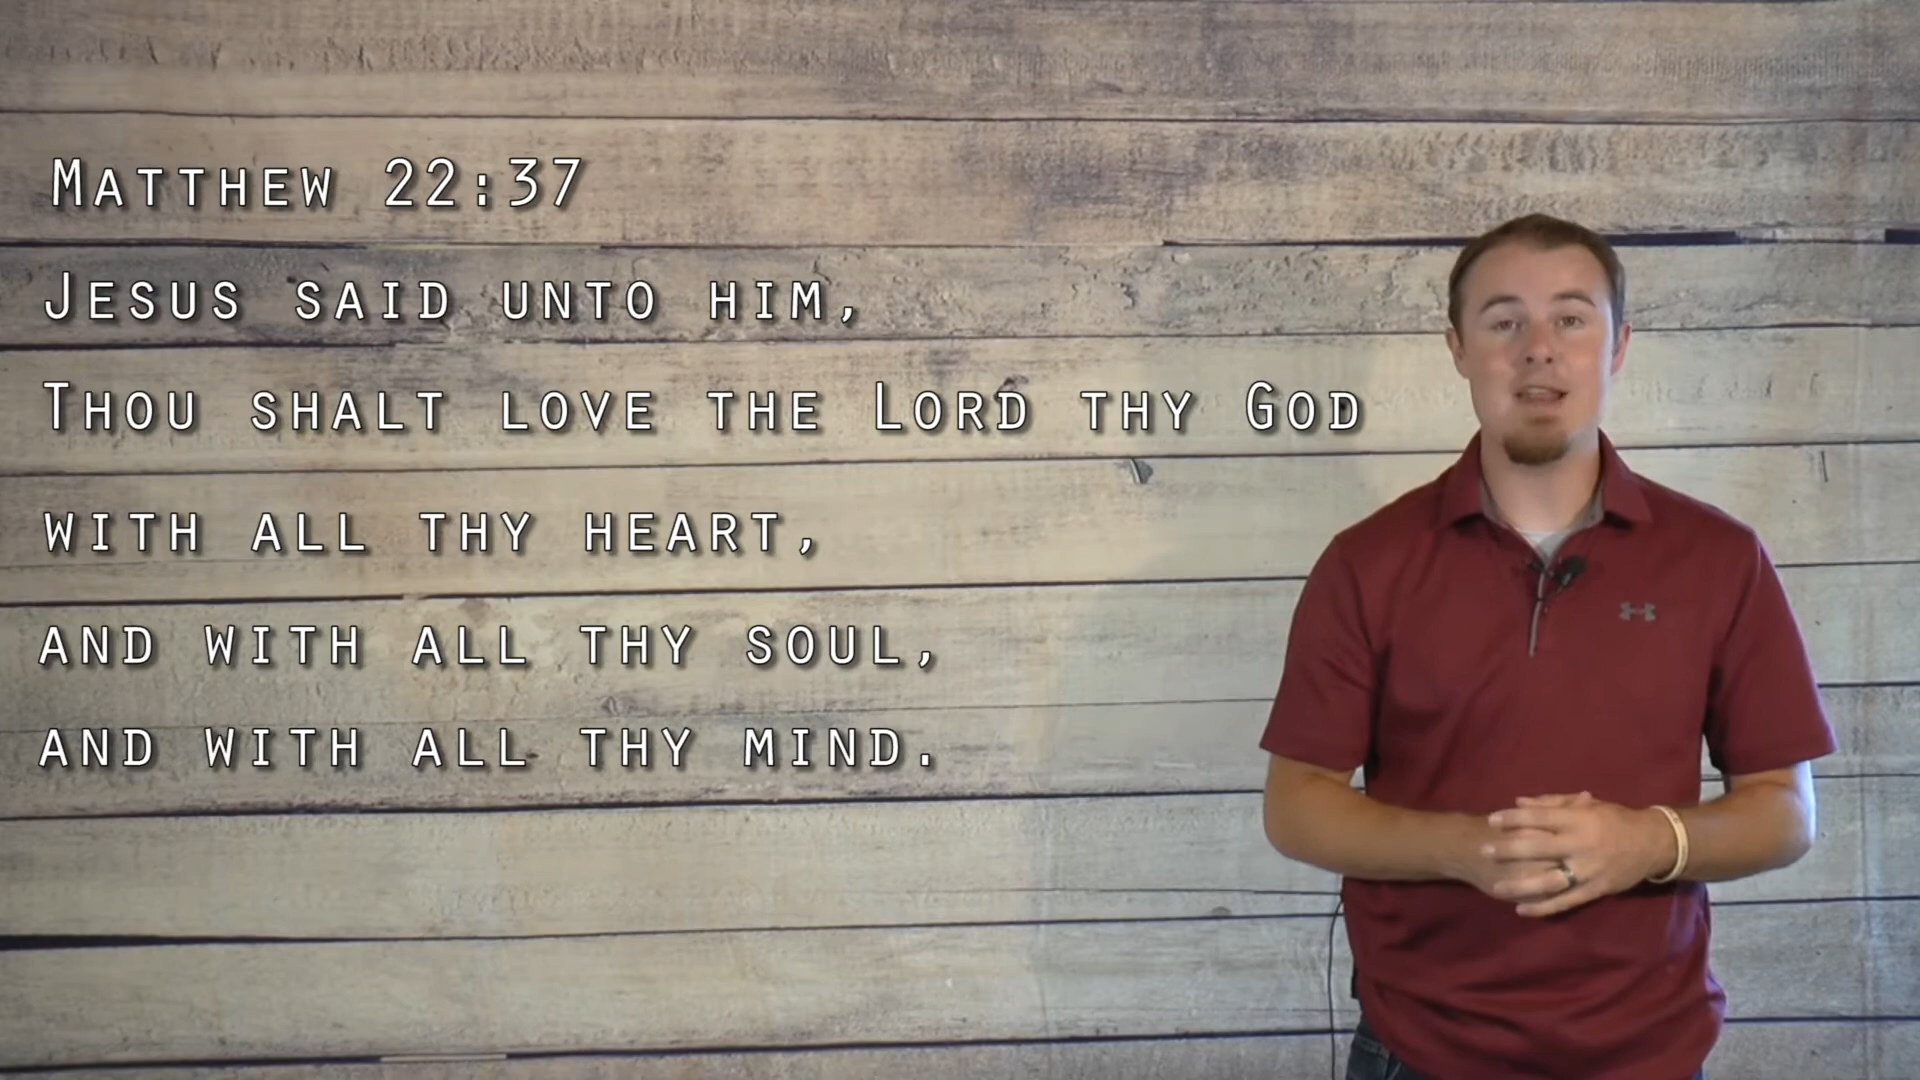 Matthew 22:37
Jesus said unto him,
Thou shalt love the Lord thy God
with all thy heart,
and with all thy soul,
and with all thy mind.